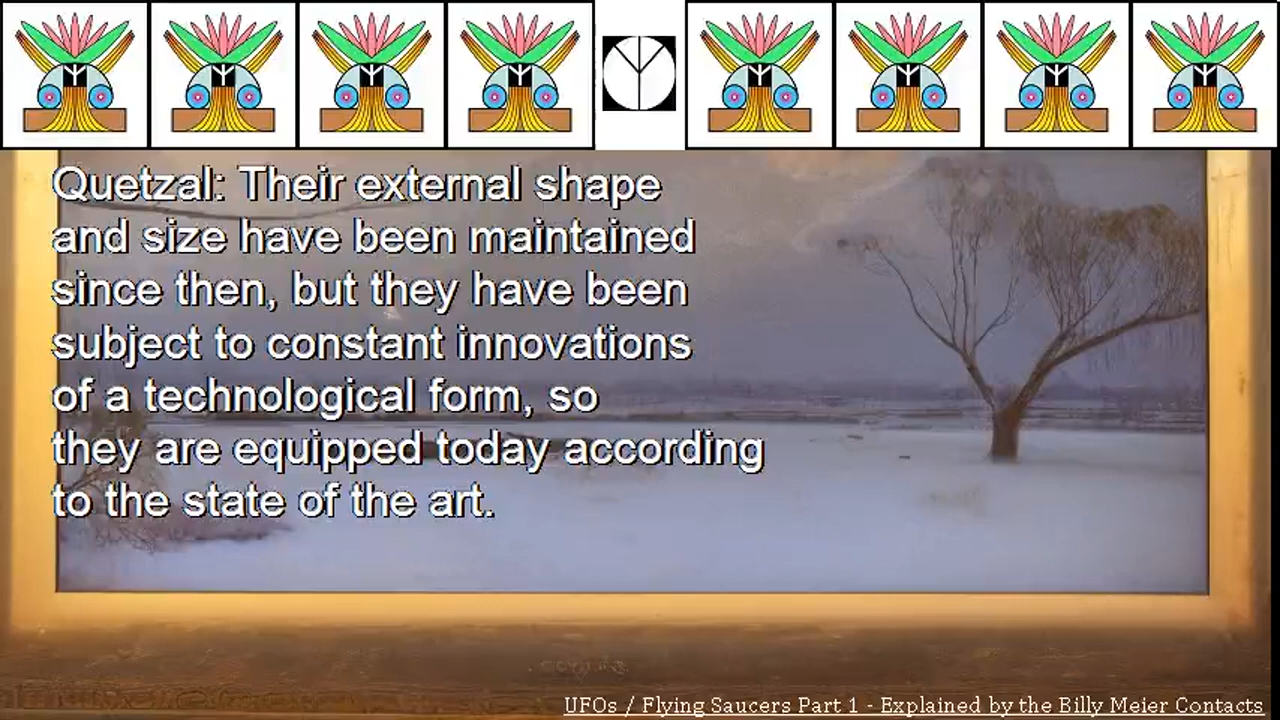 Quetzal: Their external shape
and size have been maintained
since then, but they have been
subject to constant innovations
of a technological form, so
they are equipped today according
to the state of the art.
UFOs / Flying Saucers Part 1 - Explained by the Billy Meier Contacts